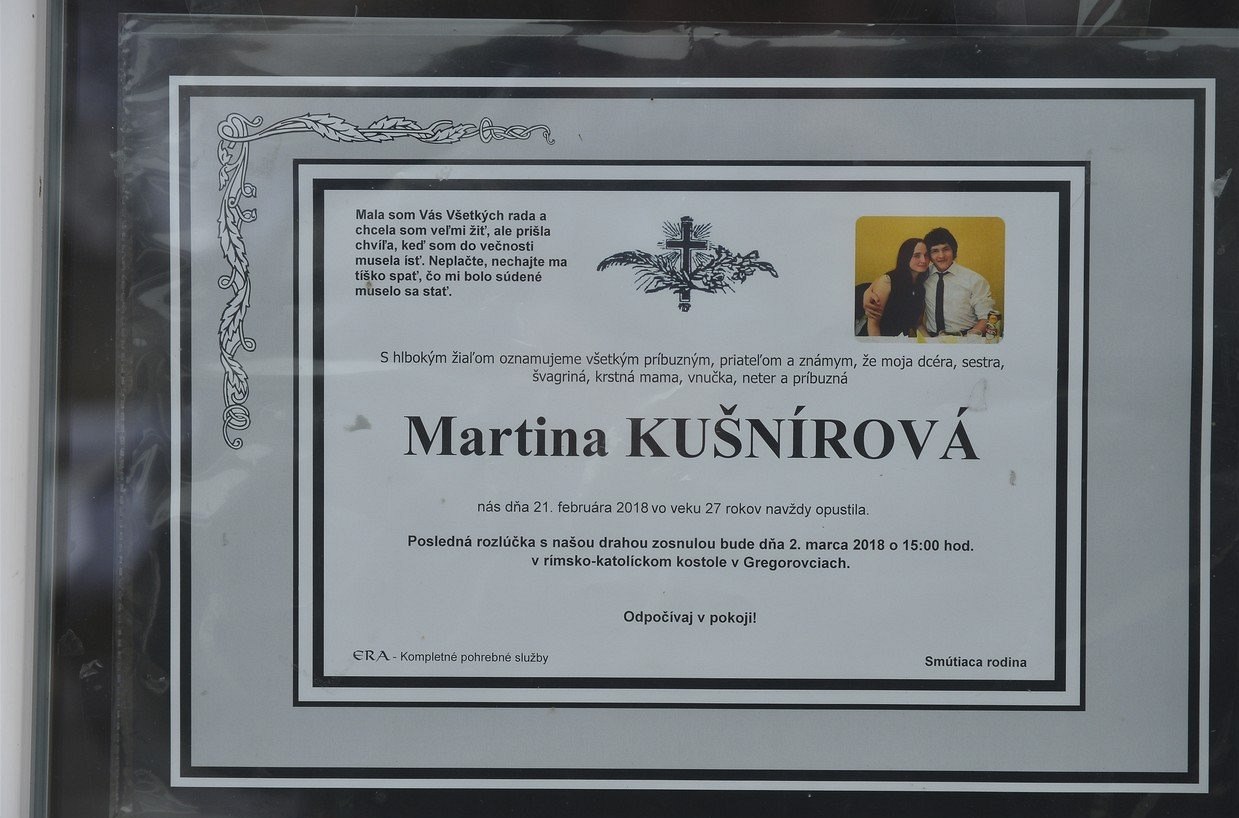 Mala som Vás Všetkých rada a
chcela som veľmi žiť, ale prišla
chvíľa, keď som do večnosti
musela ísť. Neplačte, nechajte ma
tíško spať, čo mi bolo súdené
muselo sa stať.
S hlbokým žiaľom oznamujeme všetkým príbuzným, priateľom a známym, že moja dcéra, sestra,
švagriná, krstná mama, vnučka, neter a príbuzná
Martina KUŠNÍROVÁ
nás dňa 21. februára 2018 vo veku 27 rokov navždy opustila.
Posledná rozlúčka s našou drahou zosnulou bude dňa 2. marca 2018 o 15:00 hod.
v rímsko-katolíckom kostole v Gregorovciach.
Odpočívaj v pokoji!
ERA - Kompletné pohrebné služby
Smútiaca rodina